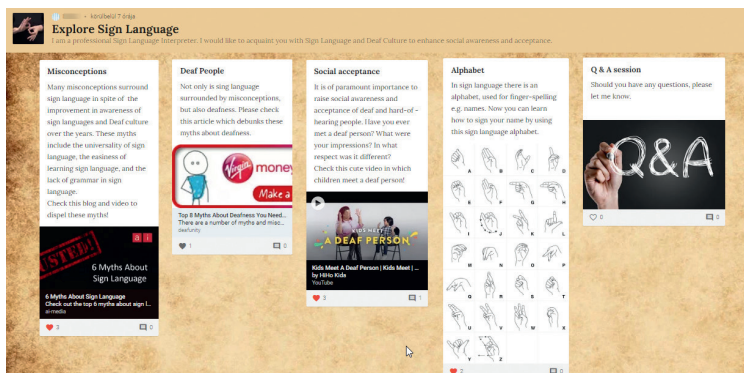 • körülbelül 7 órája
Explore Sign Language
I am a professional Sign Language Interpreter. I would like to acquaint you with Sign Language and Deaf Culture to enhance social awareness and acceptance.
Misconceptions
Many misconceptions surround
sign language in spite of the
improvement in awareness of
sign languages and Deaf culture
over the years. These myths
include the universality of sign
language, the easiness of
learning sign language, and the
lack of grammar in sign
language.
Check this blog and video to
dispel these myths!
USTED!
ai
6 Myths About
Sign Language
6 Myths About Sign Language
Check out the top 6 myths about sign l...
ai-media
3
0
Deaf People
Not only is sing language
surrounded by misconceptions,
but also deafness. Please check
this article which debunks these
myths about deafness.
Virgin money
Make a
Top 8 Myths About Deafness You Need...
There are a number of myths and misc...
deafunity
1
0
Social acceptance
It is of paramount importance to
raise social awareness and
acceptance of deaf and hard-of -
hearing people. Have you ever
met a deaf person? What were
your impressions? In what
respect was it different?
Check this cute video in which
children meet a deaf person!
KIDS MEET
A DEAF PERSON
Kids Meet A Deaf Person | Kids Meet | ...
by HiHo Kids
YouTube
3
1
Alphabet
In sign language there is an
alphabet, used for finger-spelling
e.g. names. Now you can learn
how to sign your name by using
this sign language alphabet.
A B C D
E F G H
I J K L
M N O P
Q R S T
U V W X
Y Z
2
0
Q & A session
Should you have any questions, please
let me know.
Q&A
0
0